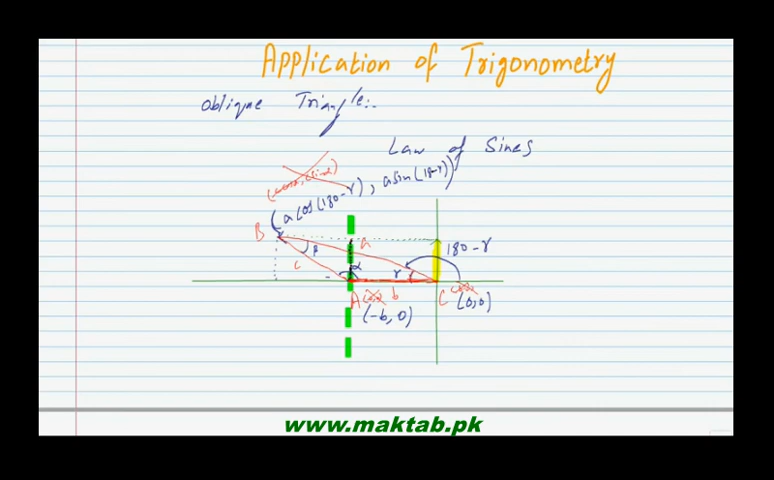 Application of Trigonometry
Oblique Triangle:-
Law of Sines
(a cos(180-γ), a sin(180-γ))
B
a
180-γ
β
c
α
γ
A
b
C
(0,0)
(-b, 0)
www.maktab.pk